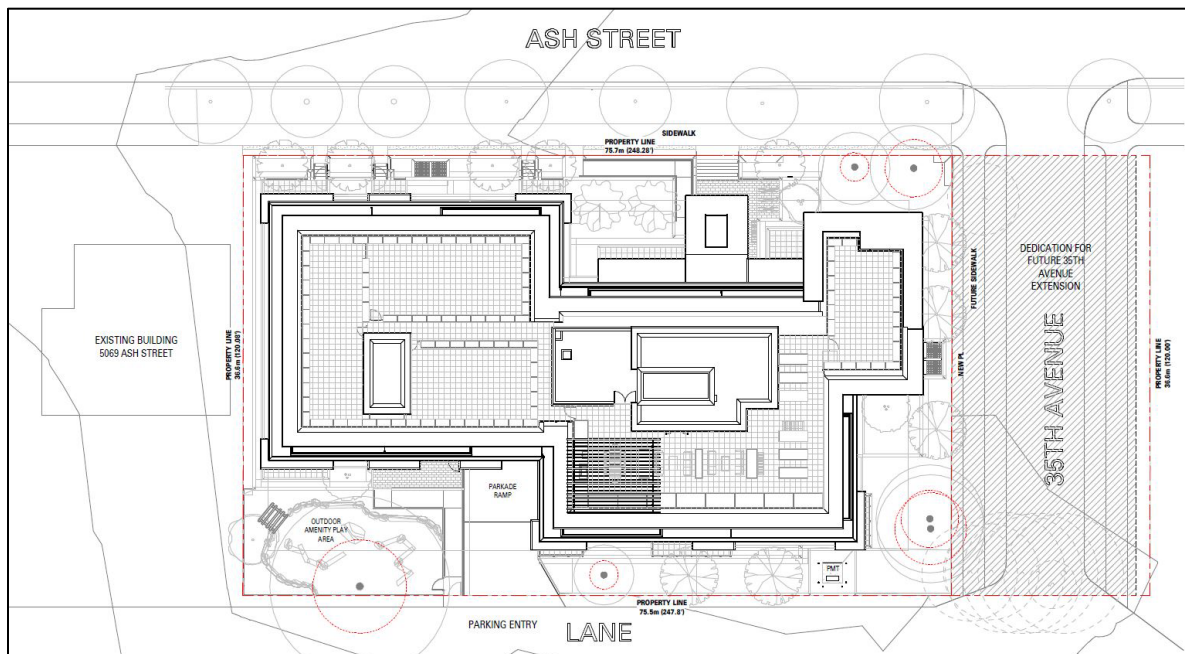 ASH STREET
SIDEWALK
PROPERTY LINE
75.7m (248.28')
EXISTING BUILDING
5069 ASH STREET
PROPERTY LINE
36.6m (120.00')
DEDICATION FOR
FUTURE 35TH
AVENUE
EXTENSION
FUTURE SIDEWALK
NEW PL
35TH AVENUE
PROPERTY LINE
36.6m (120.00')
PARKADE
RAMP
OUTDOOR
AMENITY PLAY
AREA
PMT
PROPERTY LINE
75.5m (247.8')
PARKING ENTRY
LANE